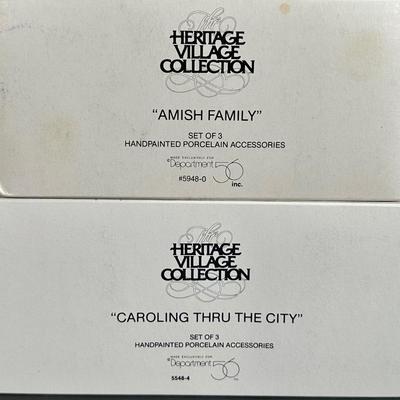 The
HERITAGE
VILLAGE
COLLECTION
"AMISH FAMILY"
SET OF 3
HANDPAINTED PORCELAIN ACCESSORIES
MADE EXCLUSIVELY FOR
©Department 56
#5948-0 inc.
The
HERITAGE
VILLAGE
COLLECTION
"CAROLING THRU THE CITY"
SET OF 3
HANDPAINTED PORCELAIN ACCESSORIES
MADE EXCLUSIVELY FOR
©Department 56
5548-4 inc.